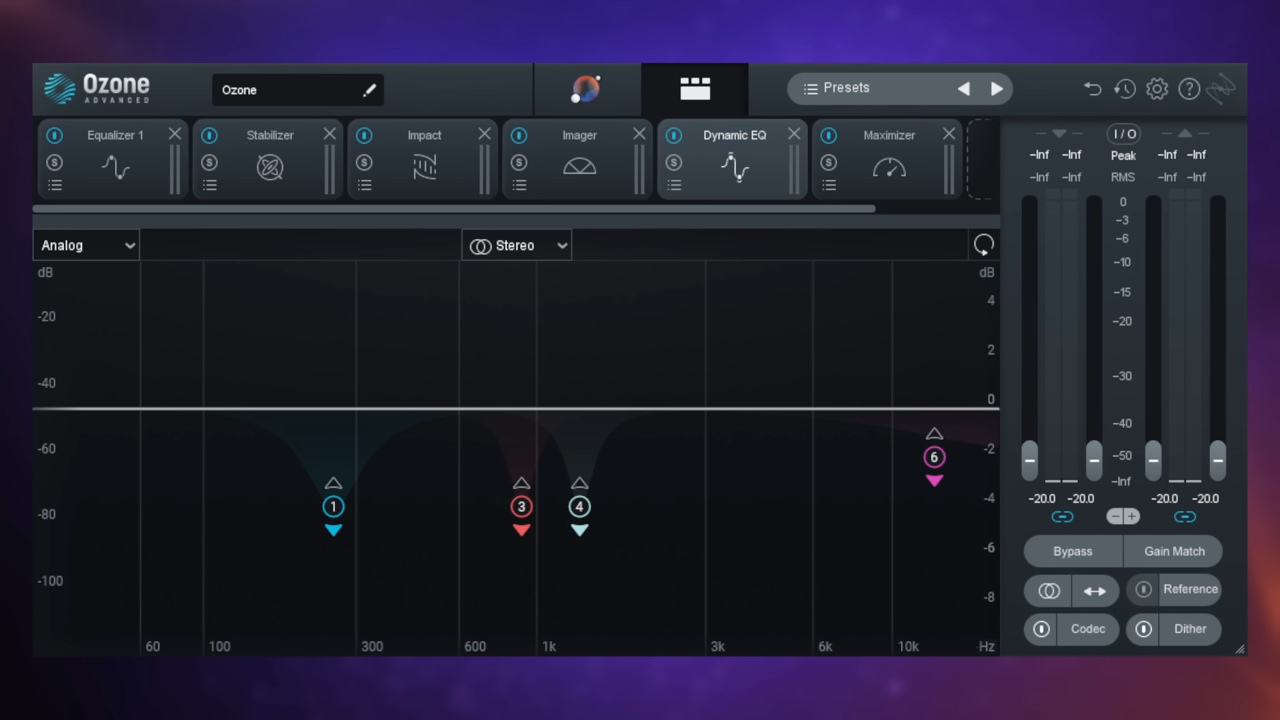 Ozone
ADVANCED
Ozone
Presets
Equalizer 1
Stabilizer
Impact
Imager
Dynamic EQ
Maximizer
S
S
S
S
S
S
Analog
Stereo
dB
-20
-40
-60
-80
-100
dB
4
2
0
-2
-4
-6
-8
1
3
4
6
60
100
300
600
1k
3k
6k
10k
Hz
I / O
-Inf -Inf Peak -Inf -Inf
-Inf -Inf RMS -Inf -Inf
0
-3
-6
-10
-15
-20
-30
-40
-50
-Inf
-20.0 -20.0 -20.0 -20.0
Bypass
Gain Match
Reference
Codec
Dither